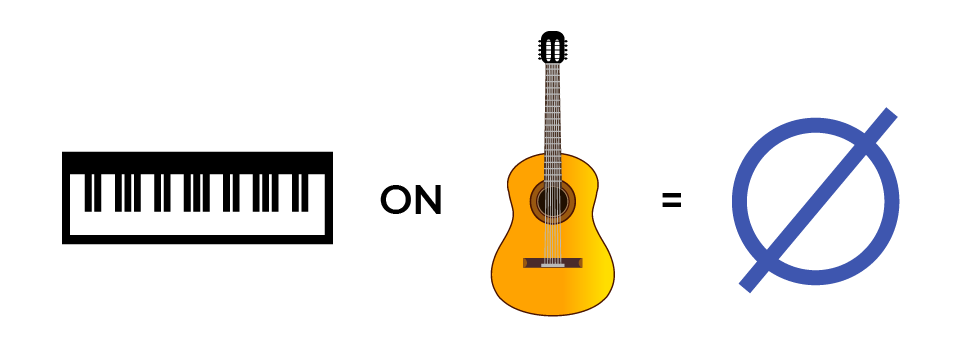 ON = Ø